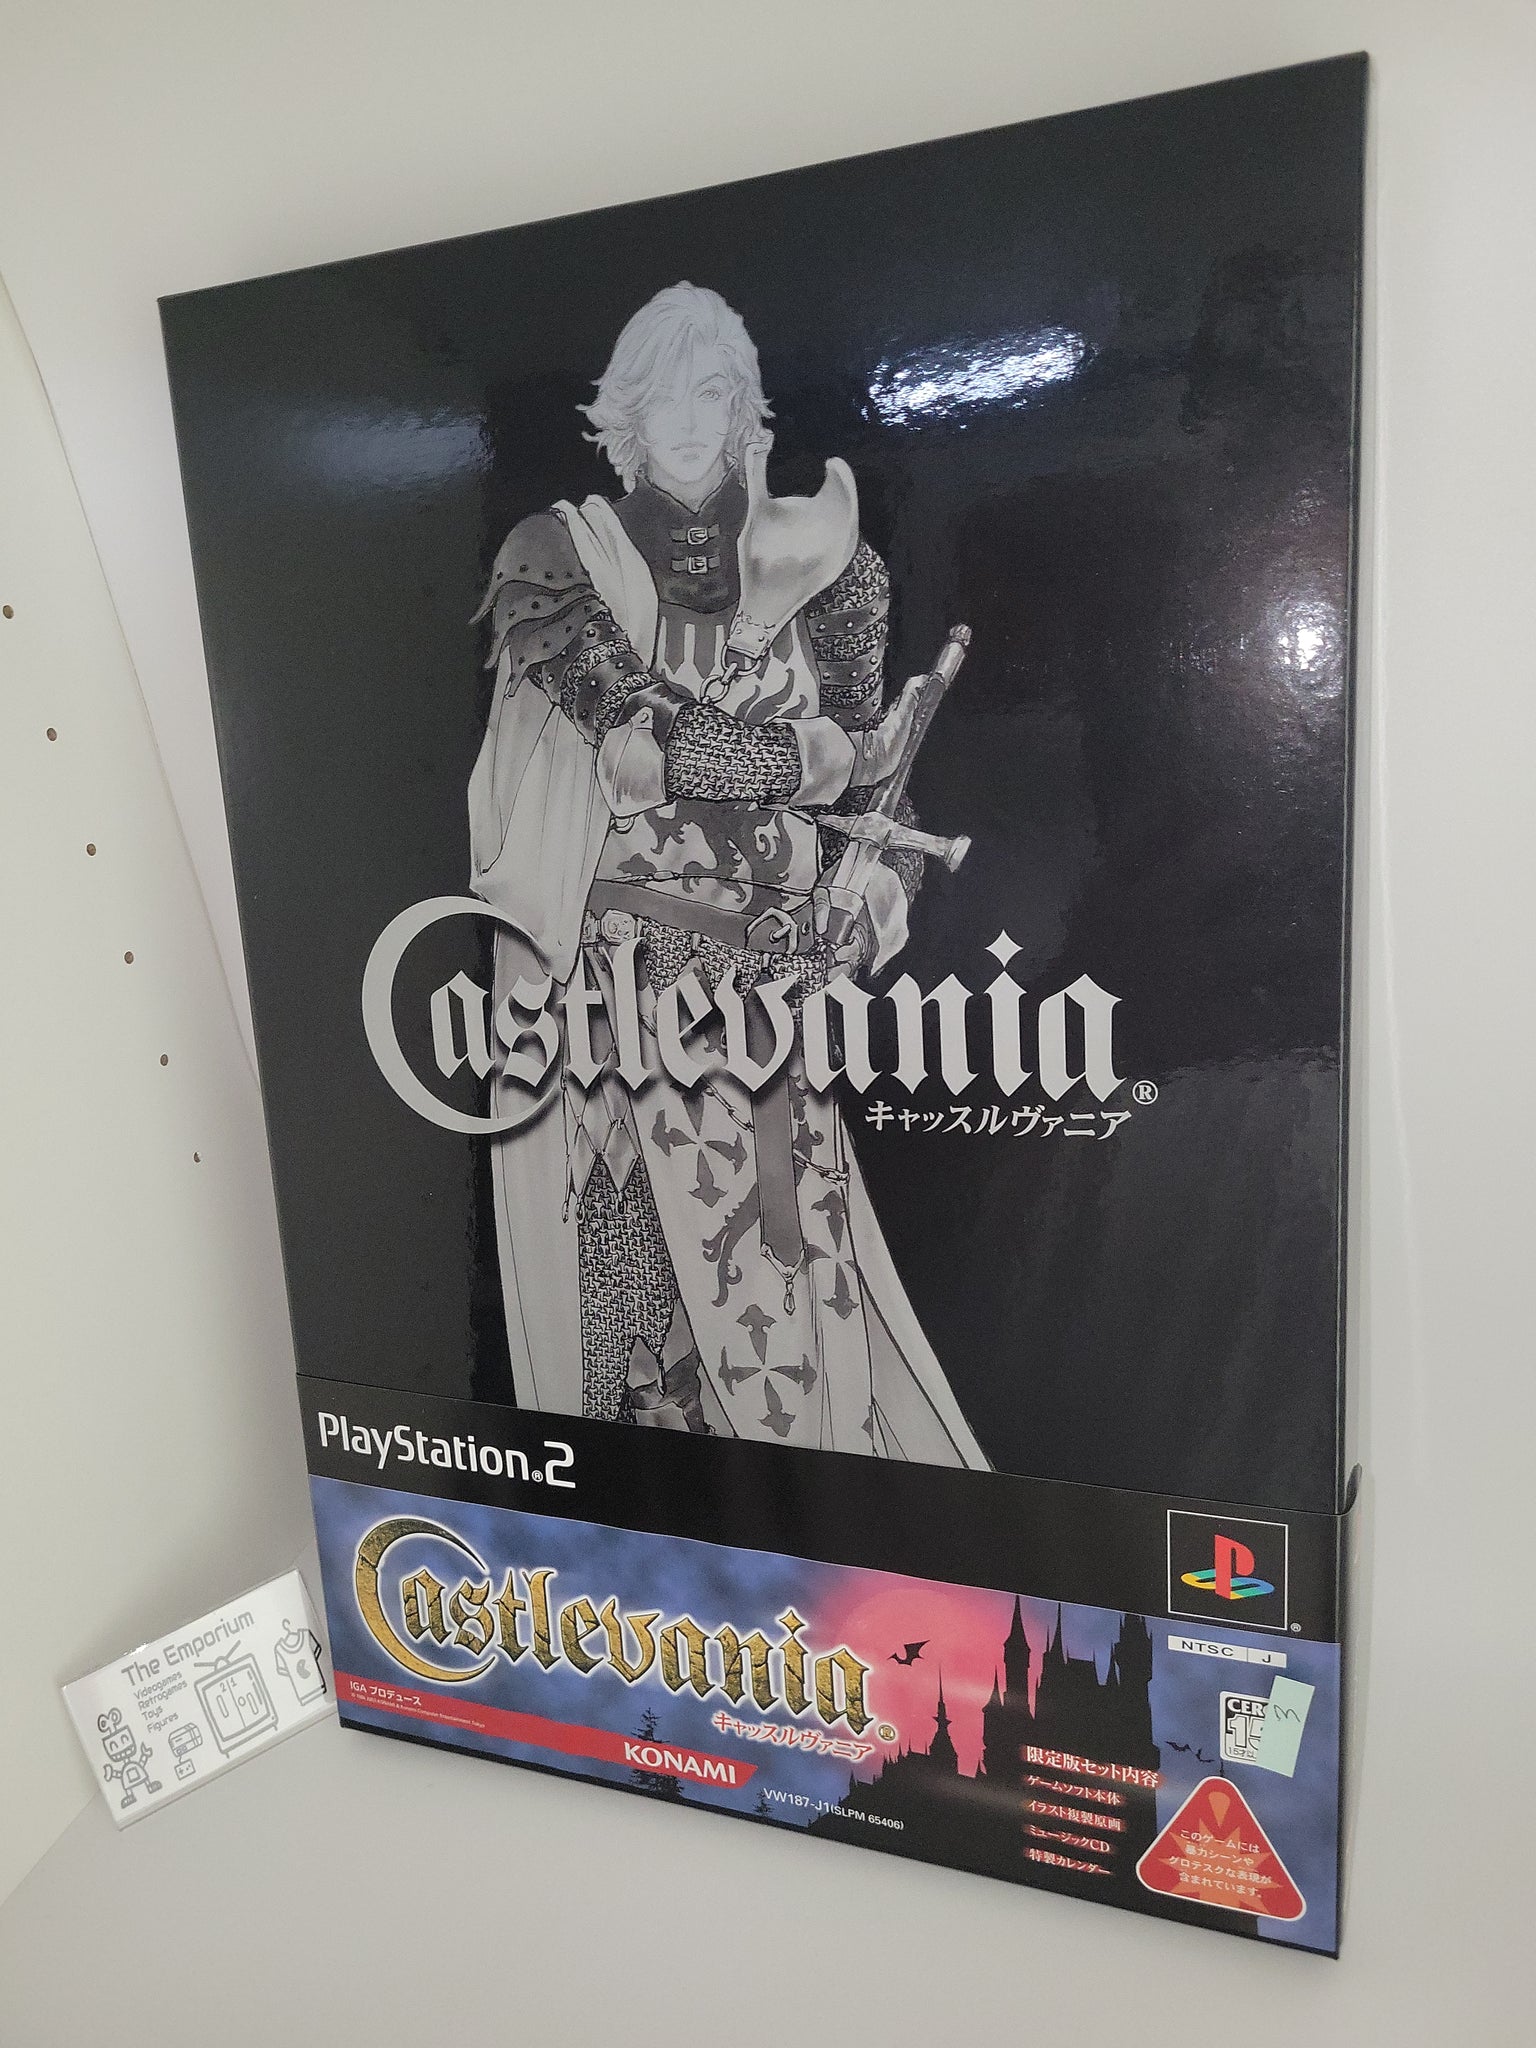 Castlevania®
キャッスルヴァニア
PlayStation®2
Castlevania®
キャッスルヴァニア
IGA プロデュース
KONAMI
VW187-J1(SLPM 65406)
NTSC J
CERO
15
限定版セット内容
ゲームソフト本体
イラスト複製原画
ミュージックCD
特製カレンダー
このゲームには
暴力シーンや
グロテスクな表現が
含まれています。
The Emporium
Videogames
Retrogames
Toys
Figures